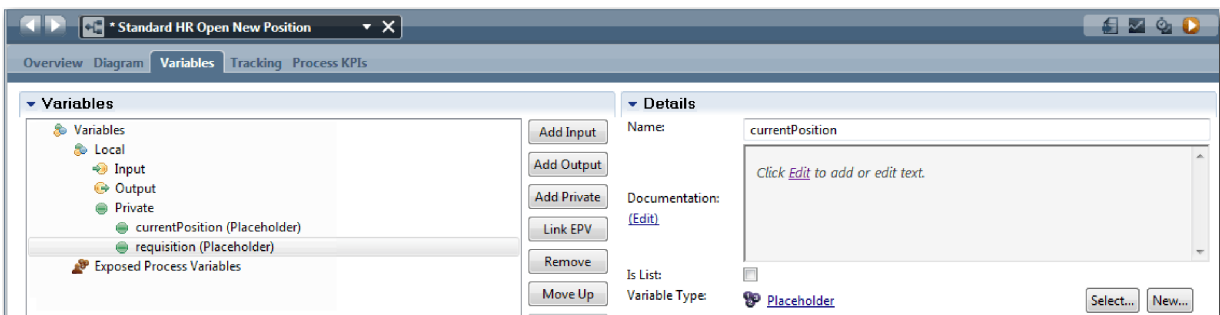 * Standard HR Open New Position
Overview Diagram Variables Tracking Process KPIs
Variables
Variables
Local
Input
Output
Private
currentPosition (Placeholder)
requisition (Placeholder)
Exposed Process Variables
Add Input
Add Output
Add Private
Link EPV
Remove
Move Up
Details
Name: currentPosition
Click Edit to add or edit text.
Documentation:
(Edit)
Is List:
Variable Type: Placeholder Select... New...